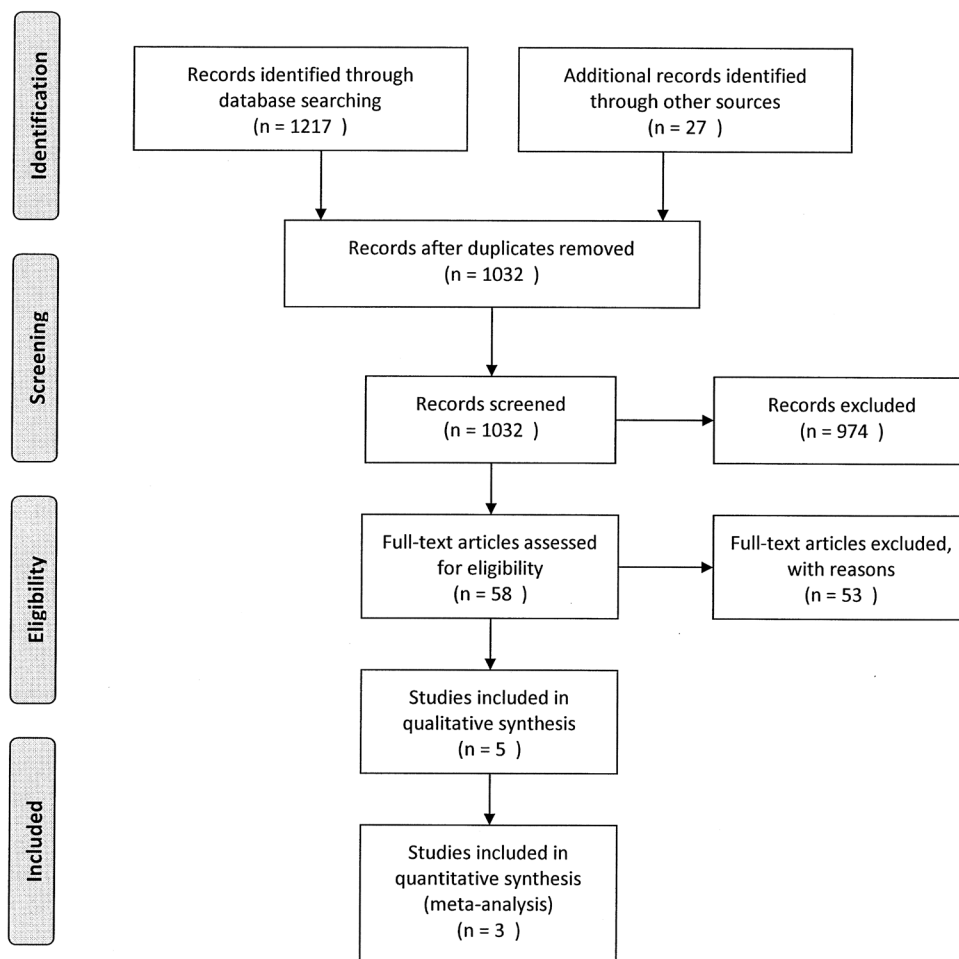 Identification
Records identified through
database searching
(n = 1217 )
Additional records identified
through other sources
(n = 27 )
Records after duplicates removed
(n = 1032 )
Screening
Records screened
(n = 1032 )
Records excluded
(n = 974 )
Eligibility
Full-text articles assessed
for eligibility
(n = 58 )
Full-text articles excluded,
with reasons
(n = 53 )
Studies included in
qualitative synthesis
(n = 5 )
Included
Studies included in
quantitative synthesis
(meta-analysis)
(n = 3 )